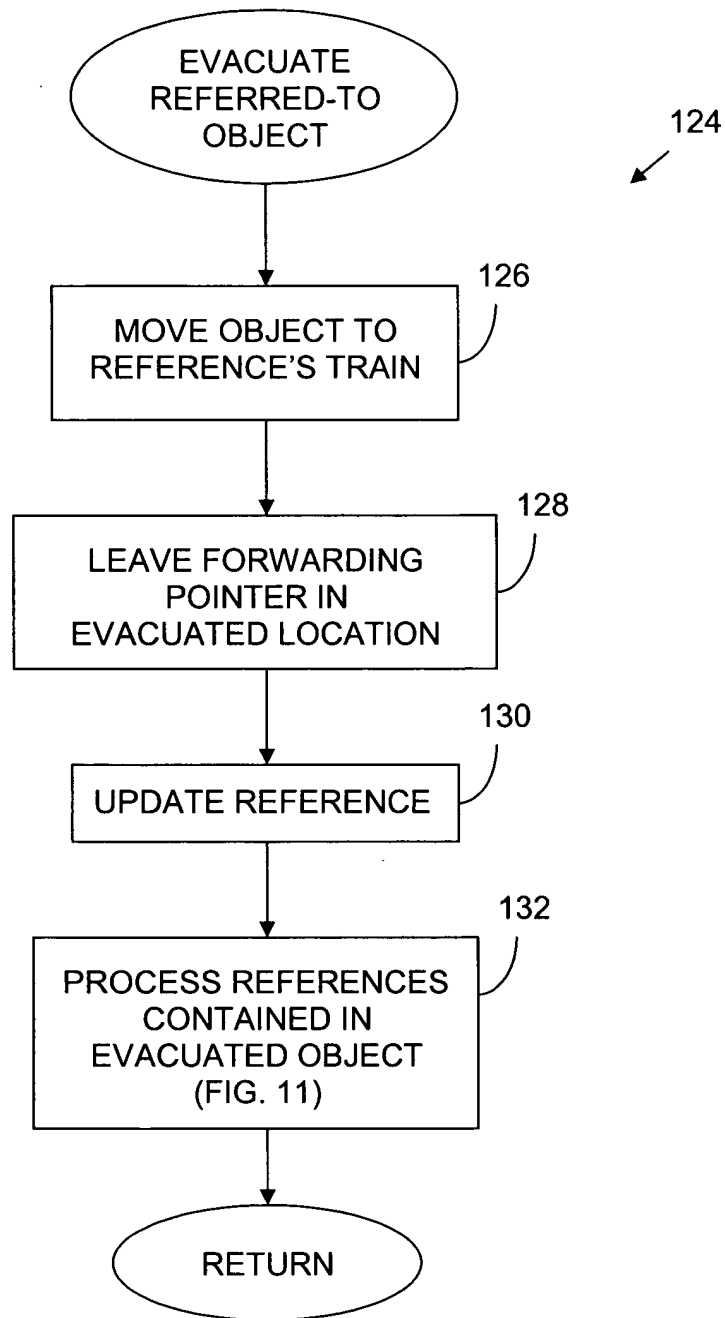 EVACUATE
REFERRED-TO
OBJECT
124
126
MOVE OBJECT TO
REFERENCE'S TRAIN
128
LEAVE FORWARDING
POINTER IN
EVACUATED LOCATION
130
UPDATE REFERENCE
132
PROCESS REFERENCES
CONTAINED IN
EVACUATED OBJECT
(FIG. 11)
RETURN